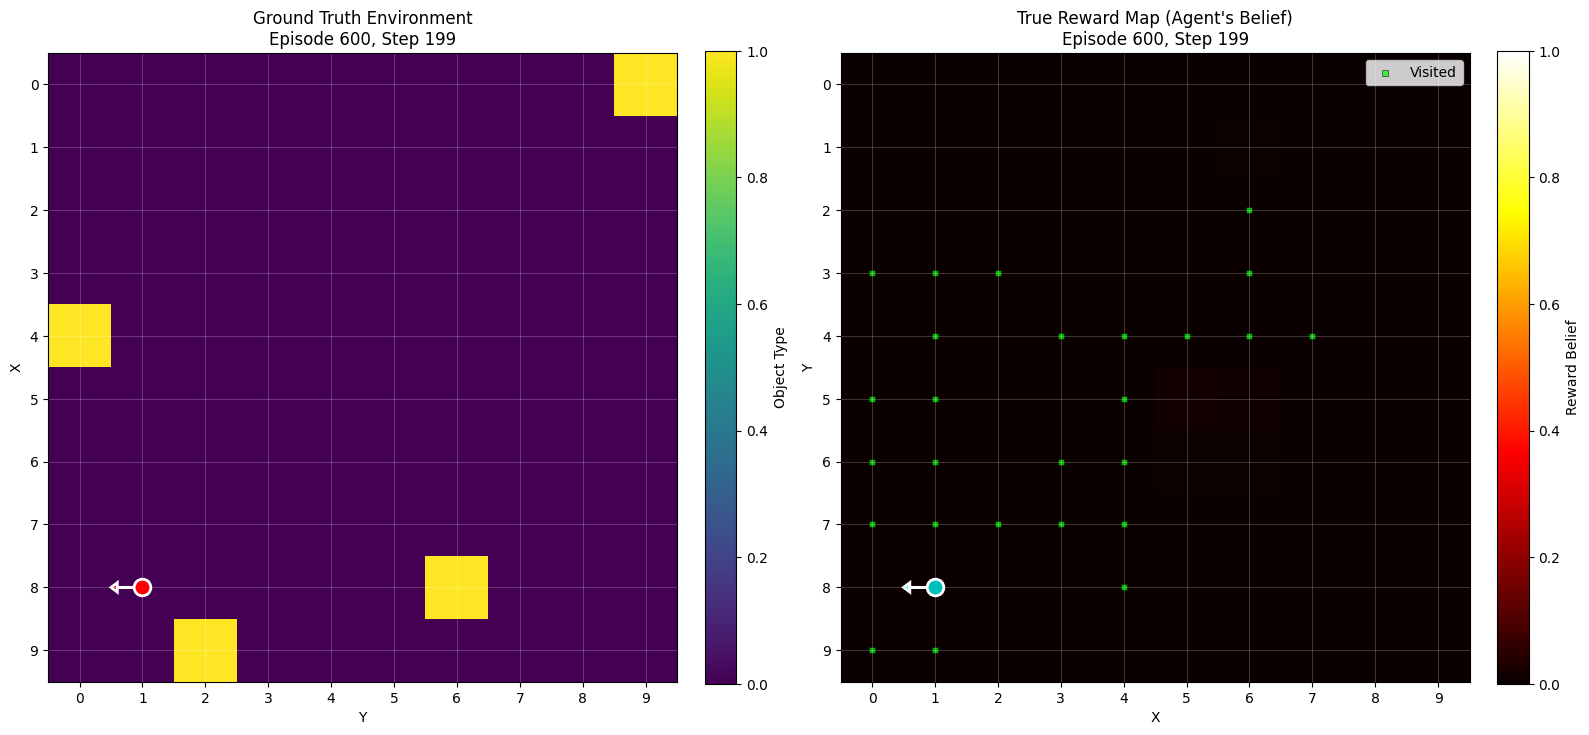 Ground Truth Environment
Episode 600, Step 199
X
0
1
2
3
4
5
6
7
8
9
0 1 2 3 4 5 6 7 8 9
Y
1.0
0.8
0.6
0.4
0.2
0.0
Object Type
True Reward Map (Agent's Belief)
Episode 600, Step 199
Visited
Y
0
1
2
3
4
5
6
7
8
9
0 1 2 3 4 5 6 7 8 9
X
1.0
0.8
0.6
0.4
0.2
0.0
Reward Belief